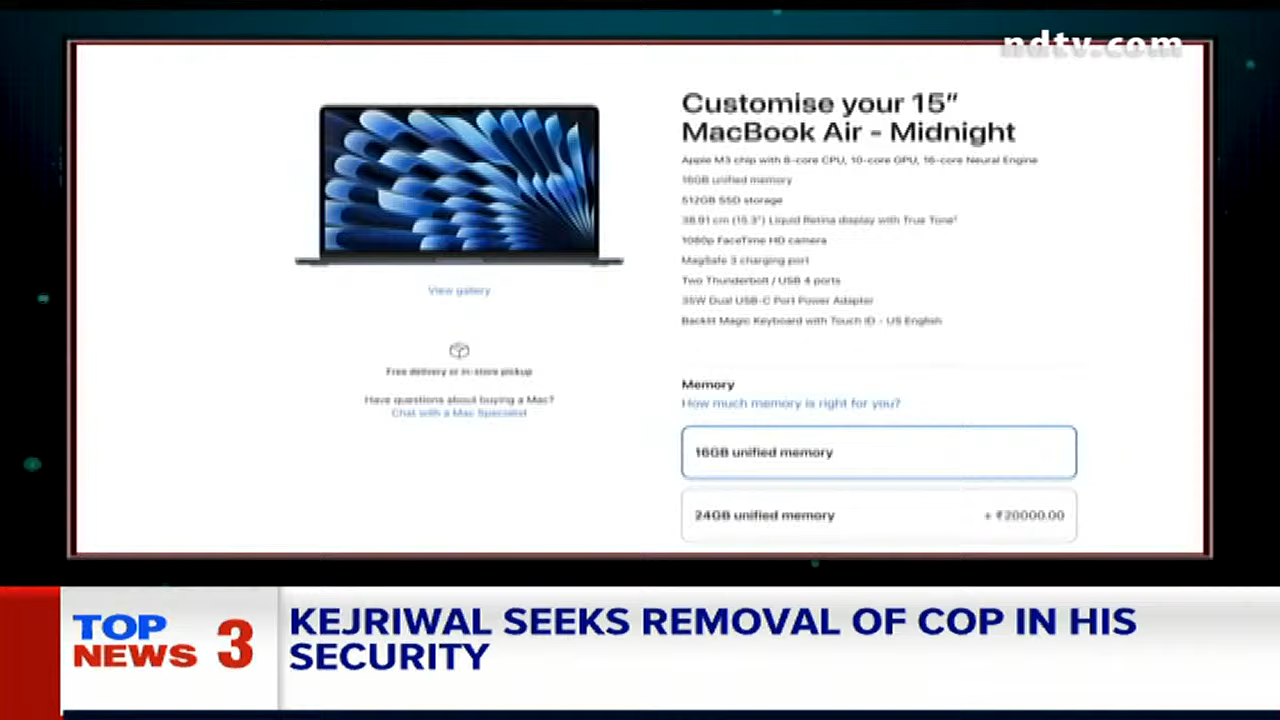 ndtv.com
Customise your 15″
MacBook Air - Midnight
Apple M3 chip with 8-core CPU, 10-core GPU, 16-core Neural Engine
16GB unified memory
512GB SSD storage
38.91 cm (15.3″) Liquid Retina display with True Tone²
1080p FaceTime HD camera
MagSafe 3 charging port
Two Thunderbolt / USB 4 ports
35W Dual USB-C Port Power Adapter
Backlit Magic Keyboard with Touch ID - US English
View gallery
Free delivery or in-store pickup
Have questions about buying a Mac?
Chat with a Mac Specialist
Memory
How much memory is right for you?
16GB unified memory
24GB unified memory + ₹20000.00
TOP
NEWS 3
KEJRIWAL SEEKS REMOVAL OF COP IN HIS
SECURITY